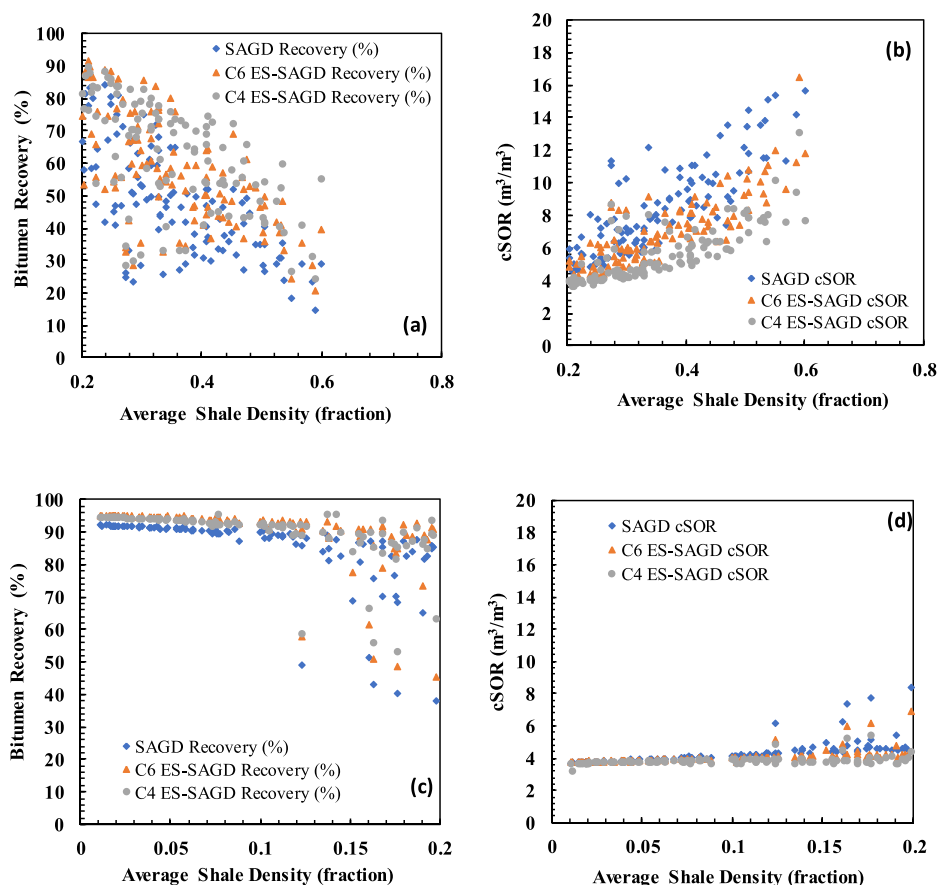 100
90
80
70
60
50
40
30
20
10
0
Bitumen Recovery (%)
SAGD Recovery (%)
C6 ES-SAGD Recovery (%)
C4 ES-SAGD Recovery (%)
(a)
0.2 0.4 0.6 0.8
Average Shale Density (fraction)
20
18
16
14
12
10
8
6
4
2
0
cSOR (m³/m³)
(b)
SAGD cSOR
C6 ES-SAGD cSOR
C4 ES-SAGD cSOR
0.2 0.4 0.6 0.8
Average Shale Density (fraction)
100
90
80
70
60
50
40
30
20
10
0
Bitumen Recovery (%)
SAGD Recovery (%)
C6 ES-SAGD Recovery (%)
C4 ES-SAGD Recovery (%)
(c)
0 0.05 0.1 0.15 0.2
Average Shale Density (fraction)
20
18
16
14
12
10
8
6
4
2
0
cSOR (m³/m³)
SAGD cSOR
C6 ES-SAGD cSOR
C4 ES-SAGD cSOR
(d)
0 0.05 0.1 0.15 0.2
Average Shale Density (fraction)